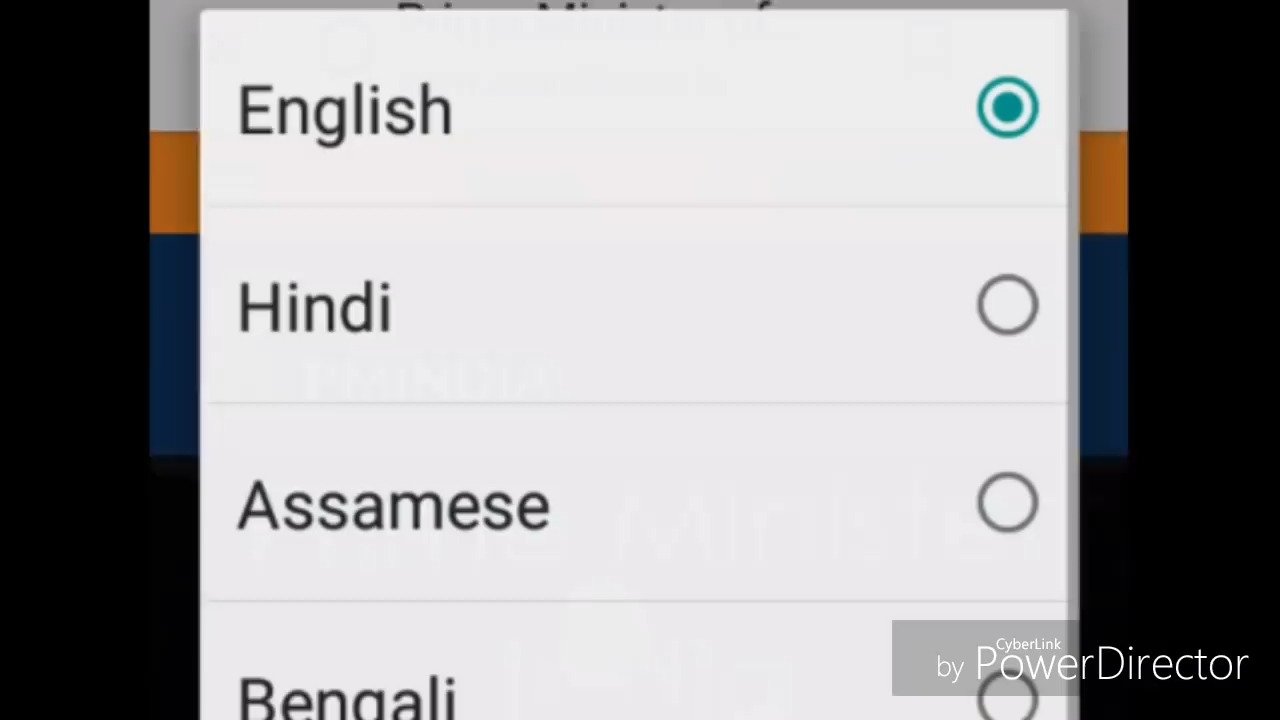 English
Hindi
Assamese
Bengali
CyberLink
by PowerDirector